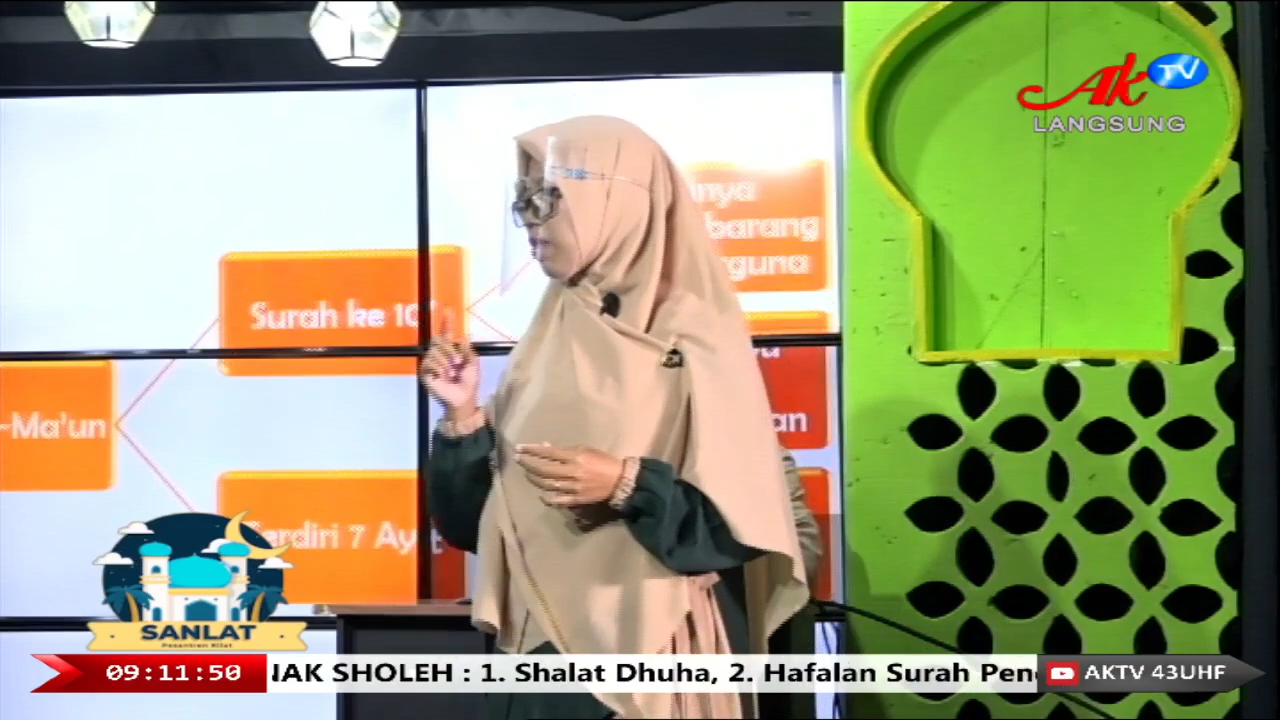 Ak TV
LANGSUNG
barang
guna
Surah ke 10
-Ma'un
an
erdiri 7 Ay
SANLAT
Pesantren Kilat
09:11:50
NAK SHOLEH : 1. Shalat Dhuha, 2. Hafalan Surah Pen
AKTV 43UHF